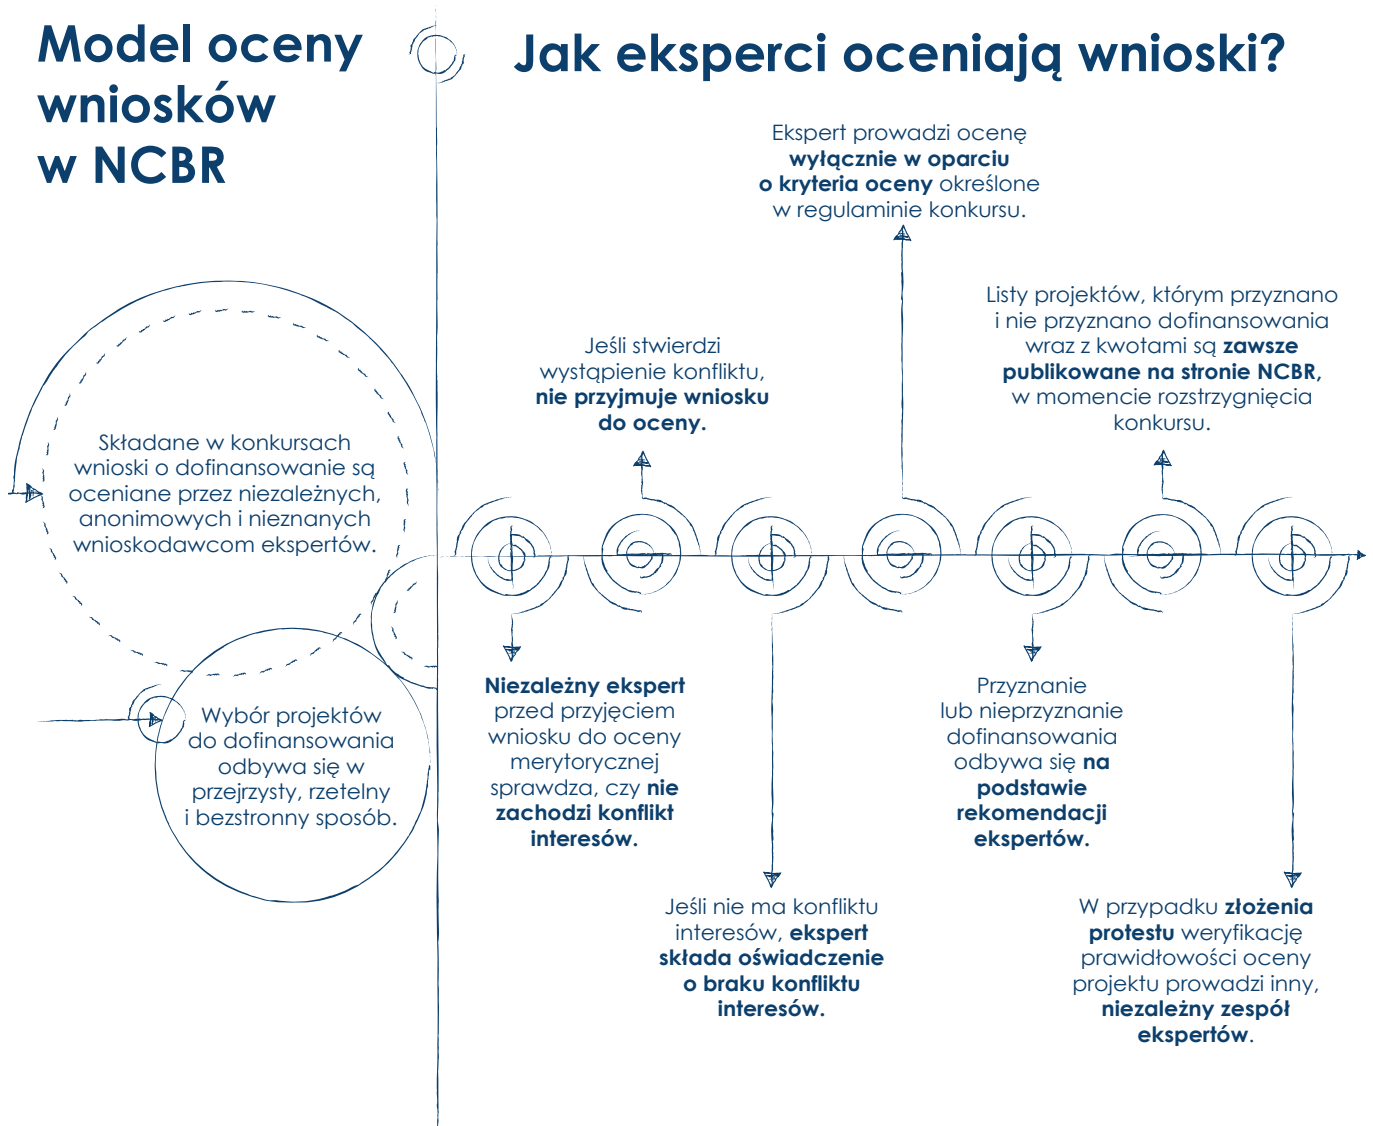 Model oceny
wniosków
w NCBR
Składane w konkursach
wnioski o dofinansowanie są
oceniane przez niezależnych,
anonimowych i nieznanych
wnioskodawcom ekspertów.
Wybór projektów
do dofinansowania
odbywa się w
przejrzysty, rzetelny
i bezstronny sposób.
Jak eksperci oceniają wnioski?
Niezależny ekspert
przed przyjęciem
wniosku do oceny
merytorycznej
sprawdza, czy nie
zachodzi konflikt
interesów.
Jeśli stwierdzi
wystąpienie konfliktu,
nie przyjmuje wniosku
do oceny.
Jeśli nie ma konfliktu
interesów, ekspert
składa oświadczenie
o braku konfliktu
interesów.
Ekspert prowadzi ocenę
wyłącznie w oparciu
o kryteria oceny określone
w regulaminie konkursu.
Przyznanie
lub nieprzyznanie
dofinansowania
odbywa się na
podstawie
rekomendacji
ekspertów.
Listy projektów, którym przyznano
i nie przyznano dofinansowania
wraz z kwotami są zawsze
publikowane na stronie NCBR,
w momencie rozstrzygnięcia
konkursu.
W przypadku złożenia
protestu weryfikację
prawidłowości oceny
projektu prowadzi inny,
niezależny zespół
ekspertów.